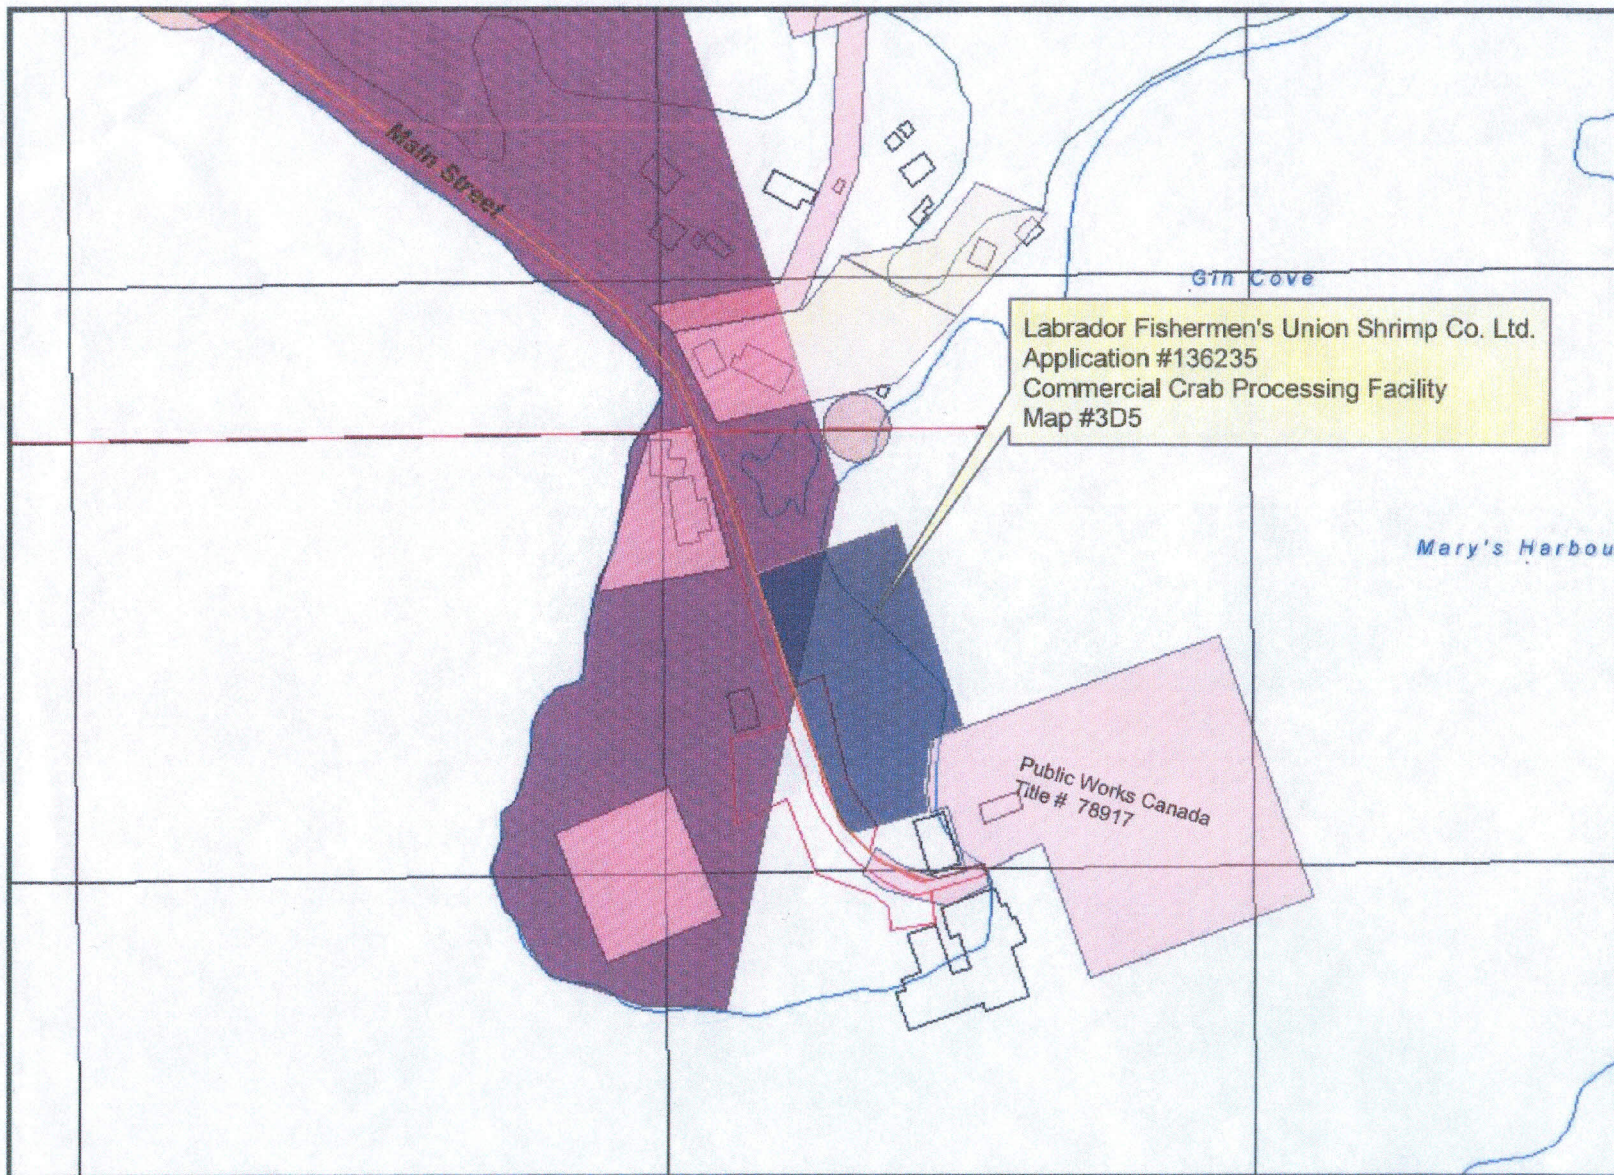 Main Street
Gin Cove
Labrador Fishermen's Union Shrimp Co. Ltd.
Application #136235
Commercial Crab Processing Facility
Map #3D5
Mary's Harbou
Public Works Canada
Title # 78917